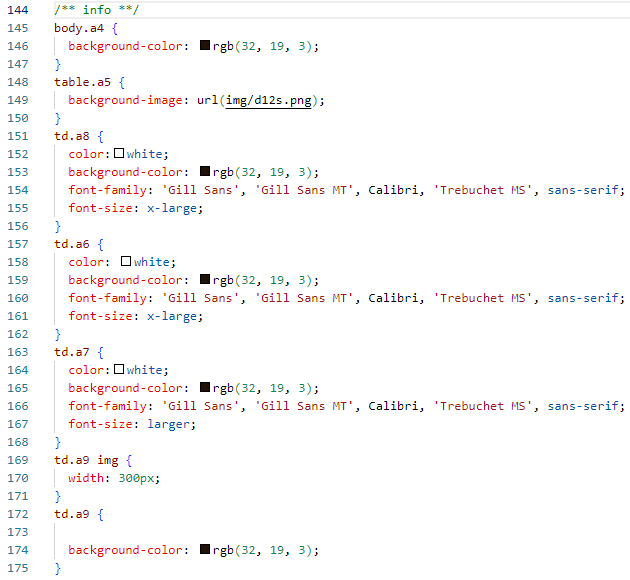 144 /** info **/
145 body.a4 {
146 background-color: rgb(32, 19, 3);
147 }
148 table.a5 {
149 background-image: url(img/d12s.png);
150 }
151 td.a8 {
152 color:white;
153 background-color: rgb(32, 19, 3);
154 font-family: 'Gill Sans', 'Gill Sans MT', Calibri, 'Trebuchet MS', sans-serif;
155 font-size: x-large;
156 }
157 td.a6 {
158 color: white;
159 background-color: rgb(32, 19, 3);
160 font-family: 'Gill Sans', 'Gill Sans MT', Calibri, 'Trebuchet MS', sans-serif;
161 font-size: x-large;
162 }
163 td.a7 {
164 color:white;
165 background-color: rgb(32, 19, 3);
166 font-family: 'Gill Sans', 'Gill Sans MT', Calibri, 'Trebuchet MS', sans-serif;
167 font-size: larger;
168 }
169 td.a9 img {
170 width: 300px;
171 }
172 td.a9 {
173
174 background-color: rgb(32, 19, 3);
175 }